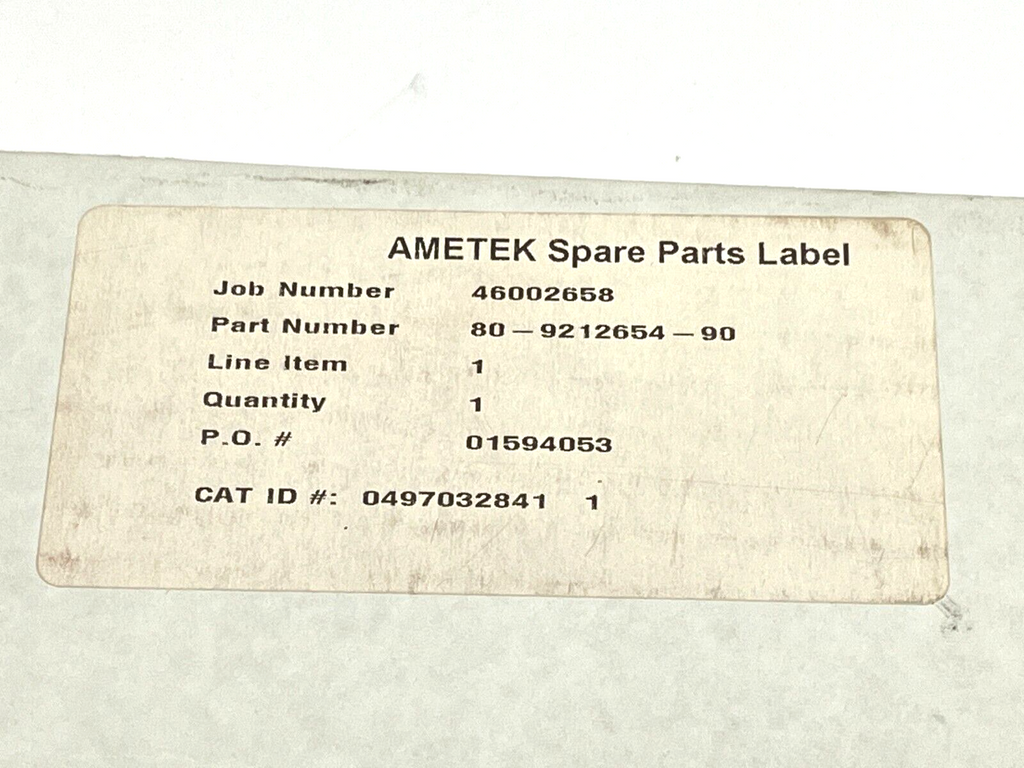 AMETEK Spare Parts Label
Job Number 46002658
Part Number 80-9212654-90
Line Item 1
Quantity 1
P.O. # 01594053
CAT ID #: 0497032841 1